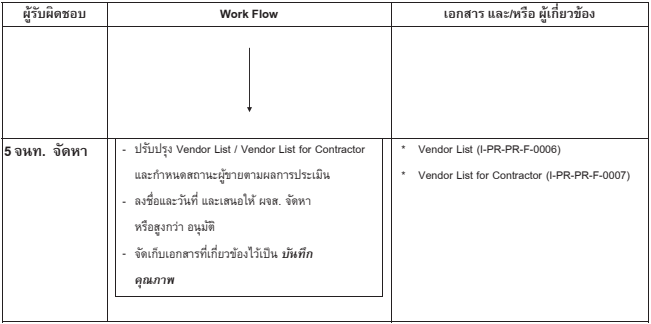 ผู้รับผิดชอบ Work Flow เอกสาร และ/หรือ ผู้เกี่ยวข้อง
5 จนท. จัดหา
- ปรับปรุง Vendor List / Vendor List for Contractor
และกำหนดสถานะผู้ขายตามผลการประเมิน
- ลงชื่อและวันที่ และเสนอให้ ผจส. จัดหา
หรือสูงกว่า อนุมัติ
- จัดเก็บเอกสารที่เกี่ยวข้องไว้เป็น บันทึก
คุณภาพ
* Vendor List (I-PR-PR-F-0006)
* Vendor List for Contractor (I-PR-PR-F-0007)